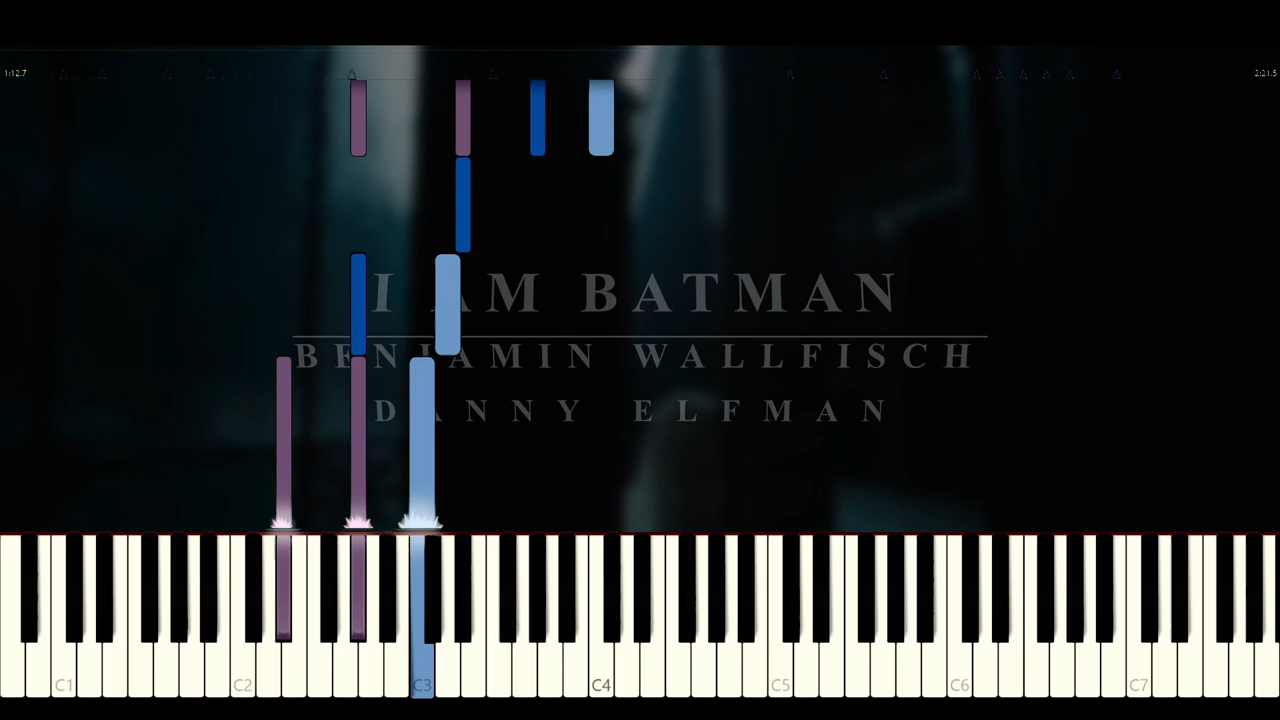 1:12.7 2:21.5
I AM BATMAN
BENJAMIN WALLFISCH
DANNY ELFMAN
C1 C2 C3 C4 C5 C6 C7